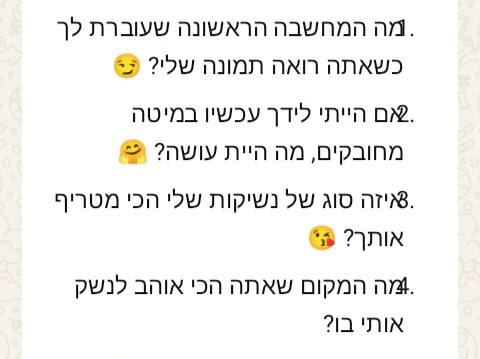 1. מה המחשבה הראשונה שעוברת לך
כשאתה רואה תמונה שלי? 😏
2. אם הייתי לידך עכשיו במיטה
מחובקים, מה היית עושה? 🤗
3. איזה סוג של נשיקות שלי הכי מטריף
אותך? 😘
4. מה המקום שאתה הכי אוהב לנשק
אותי בו?